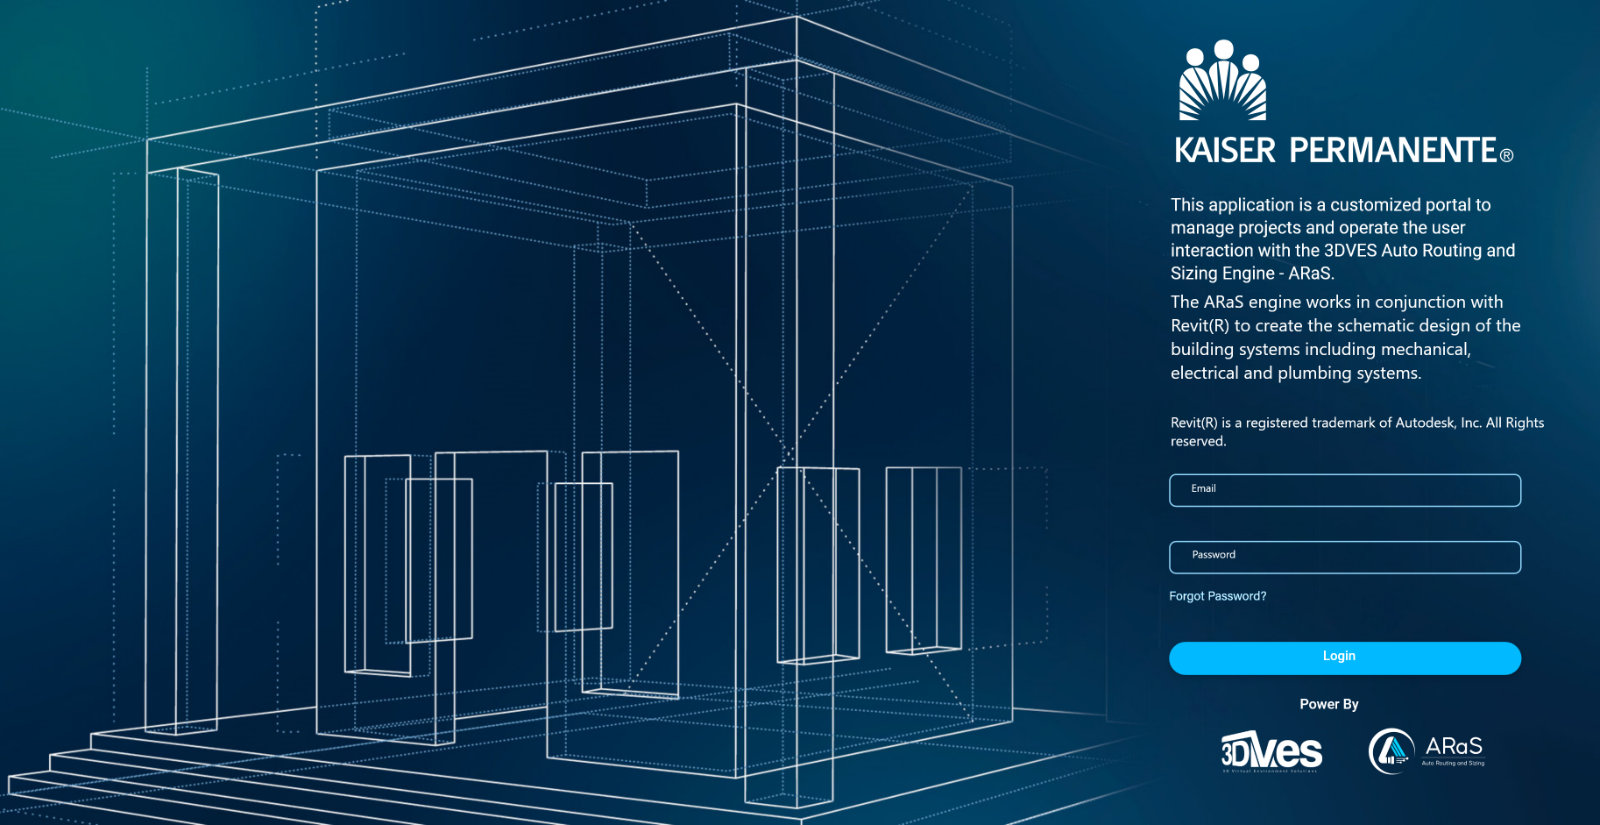 KAISER PERMANENTE®
This application is a customized portal to
manage projects and operate the user
interaction with the 3DVES Auto Routing and
Sizing Engine - ARaS.
The ARaS engine works in conjunction with
Revit(R) to create the schematic design of the
building systems including mechanical,
electrical and plumbing systems.
Revit(R) is a registered trademark of Autodesk, Inc. All Rights
reserved.
Email
Password
Forgot Password?
Login
Power By
3DVes
3D Virtual Environment Solutions
ARaS
Auto Routing and Sizing